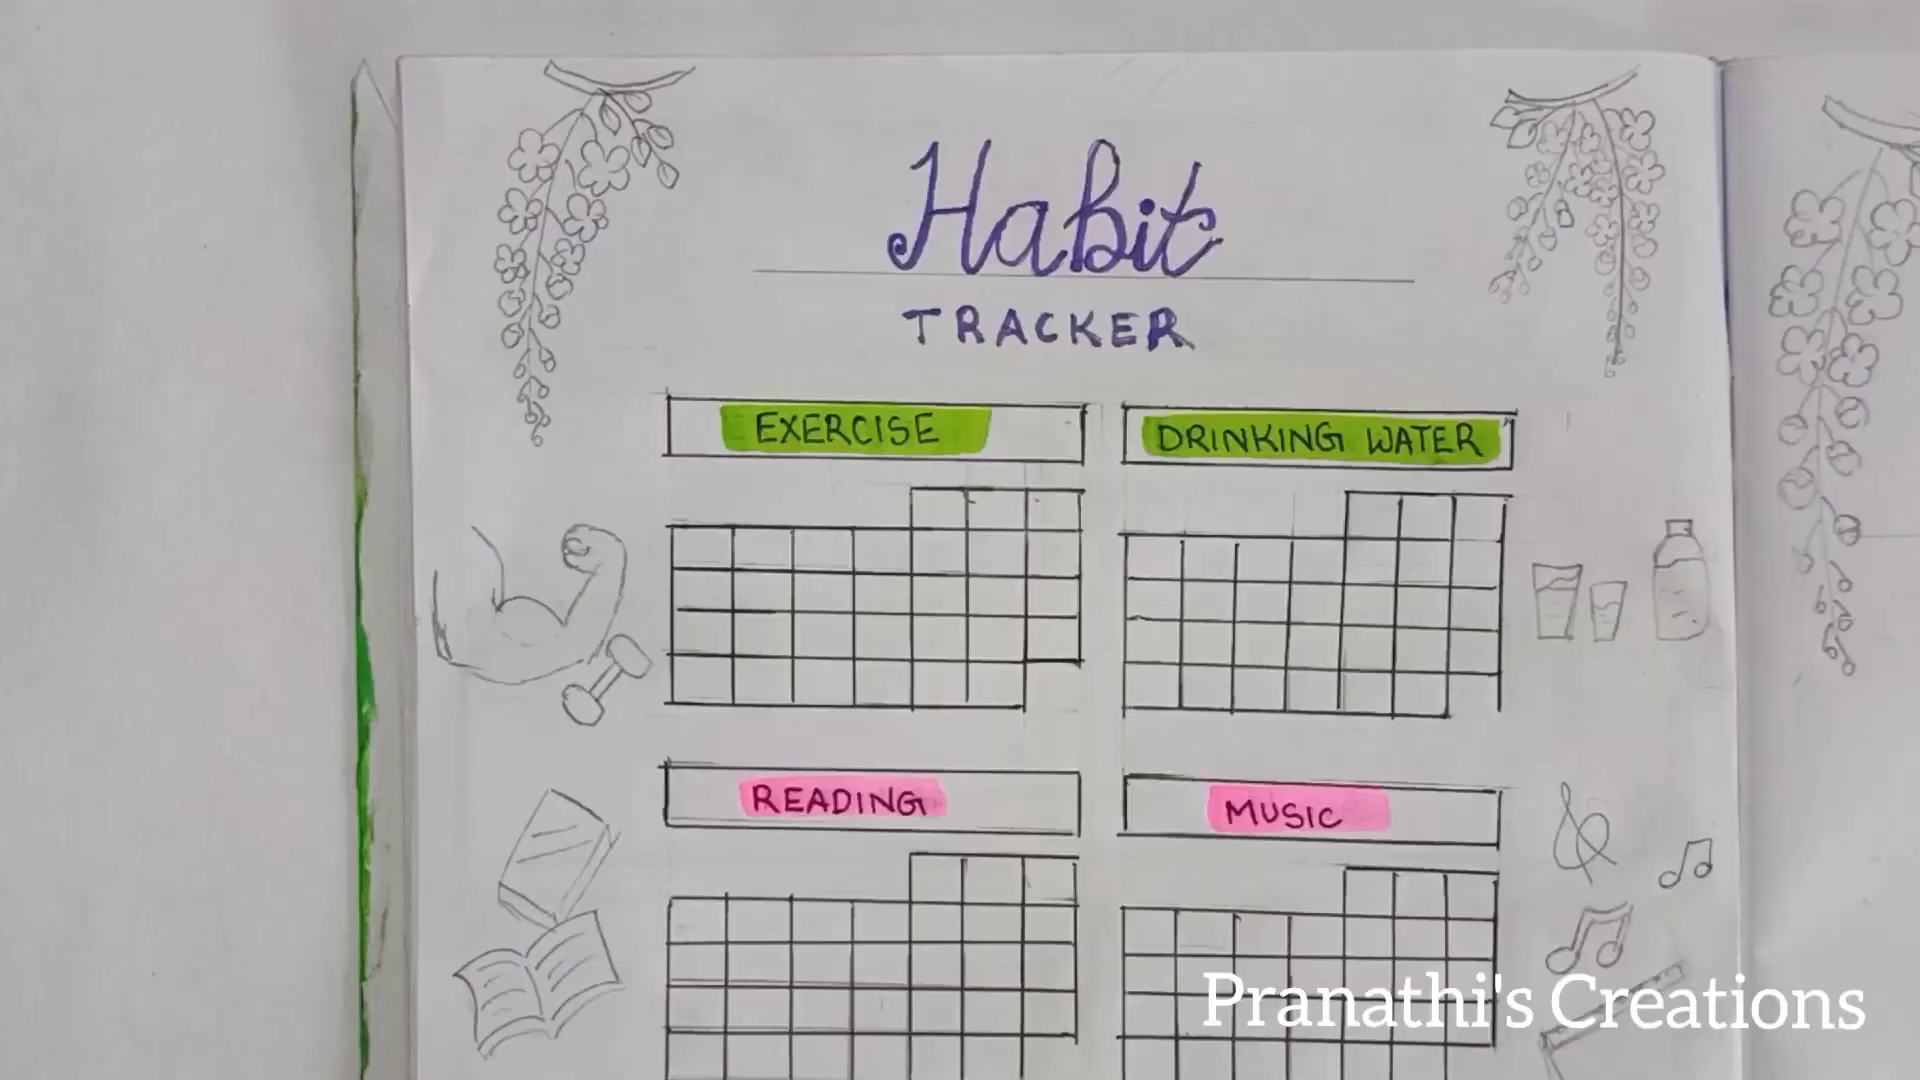 Habit
TRACKER
EXERCISE
DRINKING WATER
READING
MUSIC
Pranathi's Creations